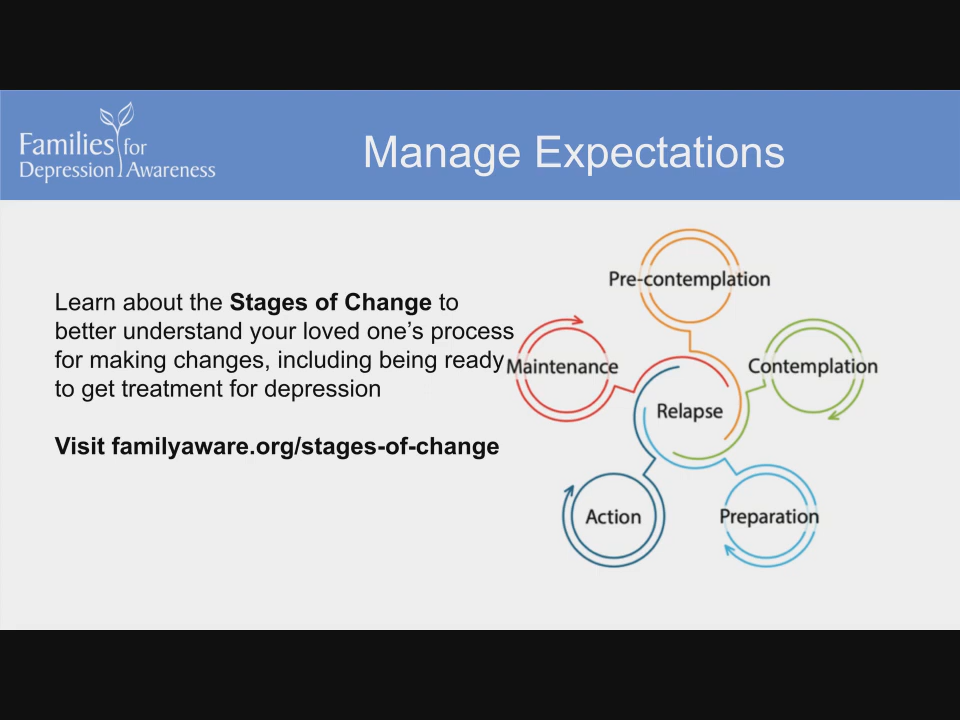 Families for
Depression Awareness
Manage Expectations
Learn about the Stages of Change to
better understand your loved one’s process
for making changes, including being ready
to get treatment for depression
Visit familyaware.org/stages-of-change
Pre-contemplation
Maintenance
Contemplation
Relapse
Action
Preparation